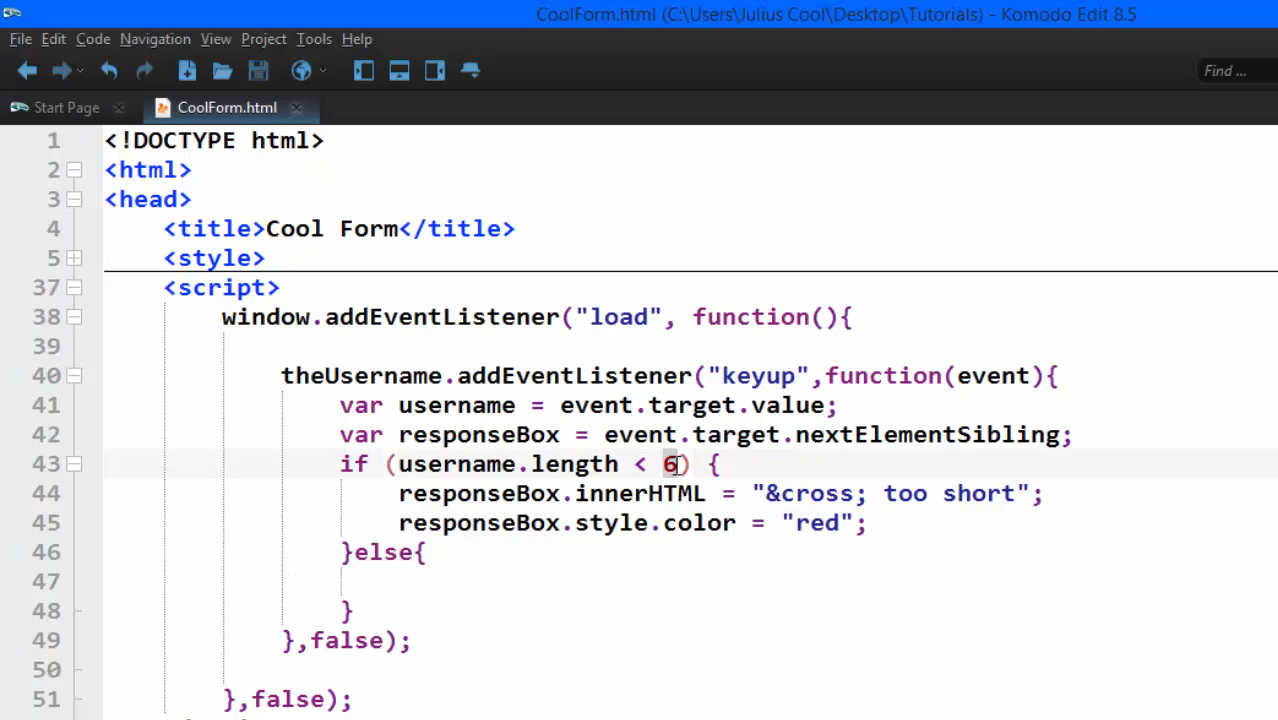 CoolForm.html (C:\Users\Julius Cool\Desktop\Tutorials) - Komodo Edit 8.5
File Edit Code Navigation View Project Tools Help
Find ...
Start Page CoolForm.html
1 <!DOCTYPE html>
2 <html>
3 <head>
4 <title>Cool Form</title>
5 <style>
37 <script>
38 window.addEventListener("load", function(){
39
40 theUsername.addEventListener("keyup",function(event){
41 var username = event.target.value;
42 var responseBox = event.target.nextElementSibling;
43 if (username.length < 6) {
44 responseBox.innerHTML = "&cross; too short";
45 responseBox.style.color = "red";
46 }else{
47
48 }
49 },false);
50
51 },false);